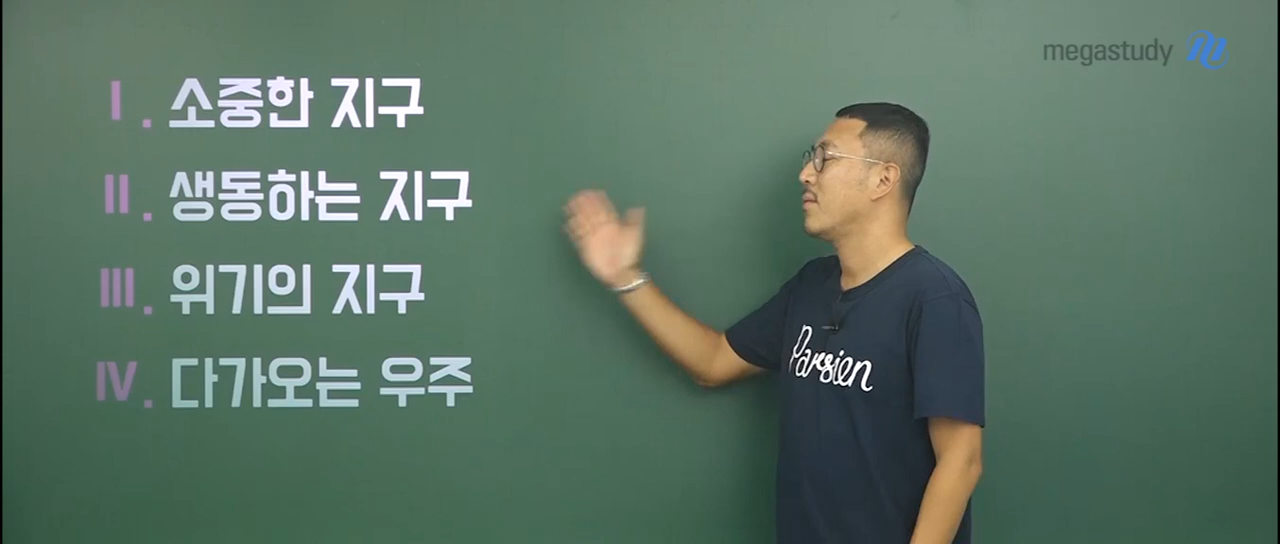 megastudy
Ⅰ. 소중한 지구
Ⅱ. 생동하는 지구
Ⅲ. 위기의 지구
Ⅳ. 다가오는 우주
Parisien